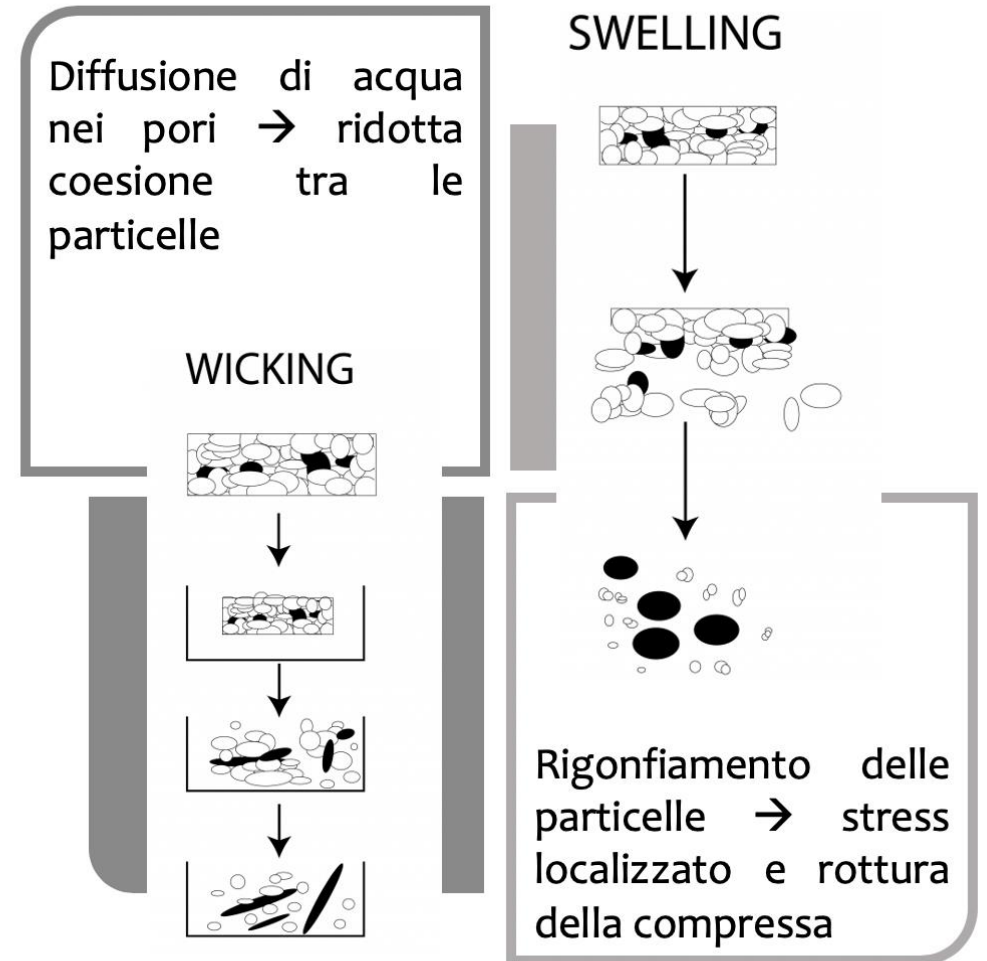 Diffusione di acqua
nei pori → ridotta
coesione tra le
particelle
WICKING
SWELLING
Rigonfiamento delle
particelle → stress
localizzato e rottura
della compressa